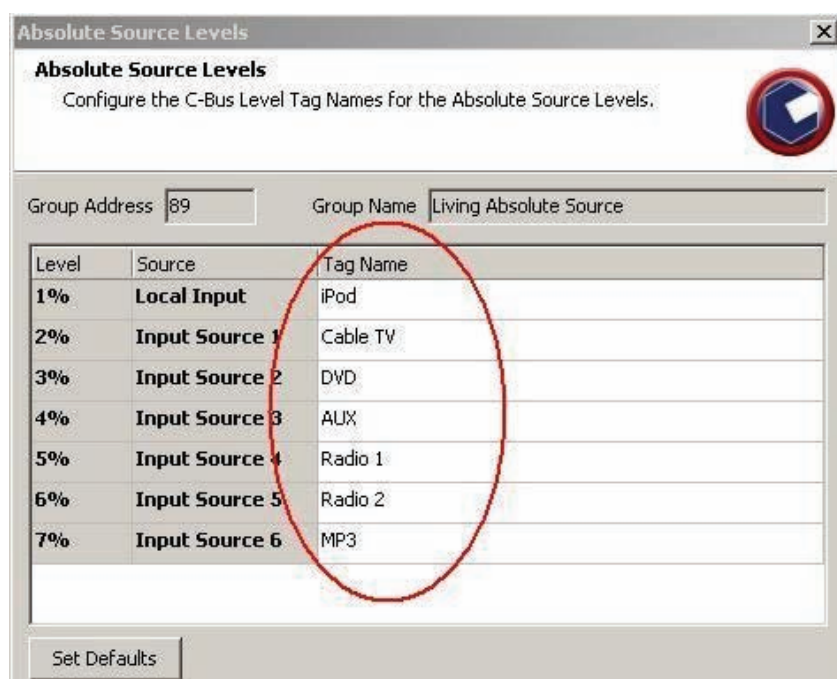 Absolute Source Levels
Absolute Source Levels
Configure the C-Bus Level Tag Names for the Absolute Source Levels.
Group Address 89 Group Name Living Absolute Source
Level Source Tag Name
1% Local Input iPod
2% Input Source 1 Cable TV
3% Input Source 2 DVD
4% Input Source 3 AUX
5% Input Source 4 Radio 1
6% Input Source 5 Radio 2
7% Input Source 6 MP3
Set Defaults